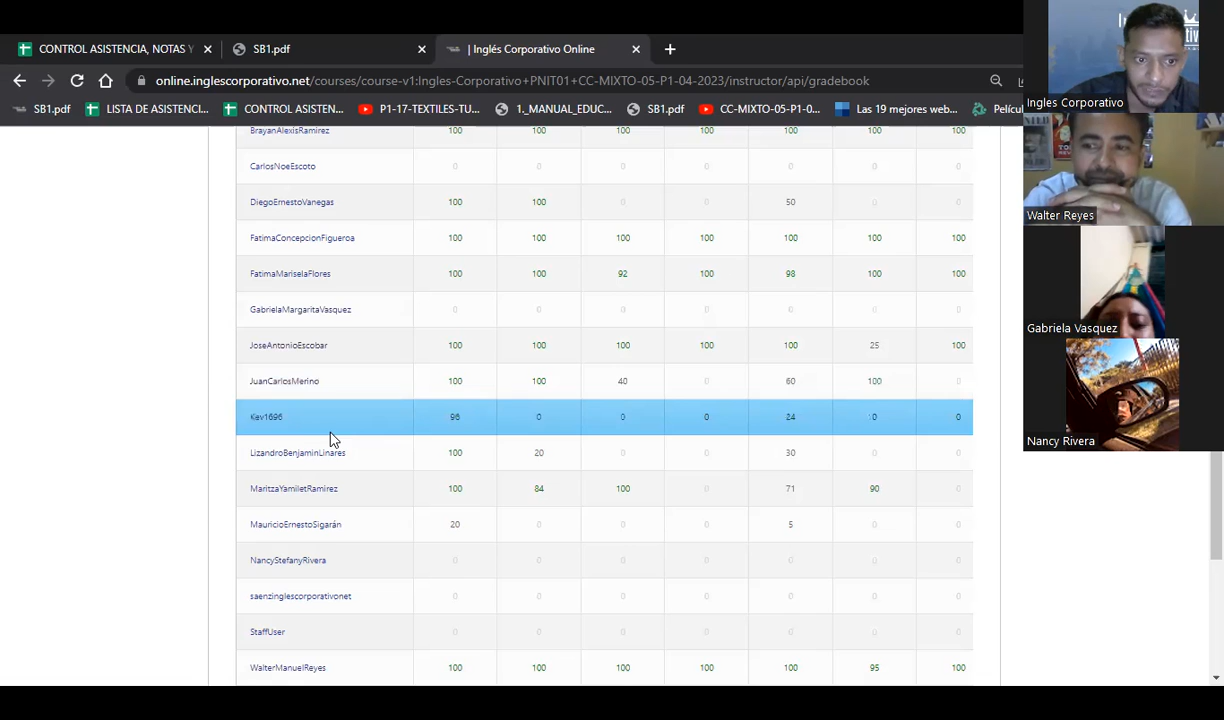 CONTROL ASISTENCIA, NOTAS Y
SB1.pdf
| Inglés Corporativo Online
online.inglescorporativo.net/courses/course-v1:Ingles-Corporativo+PNIT01+CC-MIXTO-05-P1-04-2023/instructor/api/gradebook
SB1.pdf
LISTA DE ASISTENCI...
CONTROL ASISTEN...
P1-17-TEXTILES-TU...
1._MANUAL_EDUC...
SB1.pdf
CC-MIXTO-05-P1-0...
Las 19 mejores web...
Películ
BrayanAlexisRamirez 100 100 100 100 100 100 100
CarlosNoeEscoto 0 0 0 0 0 0 0
DiegoErnestoVanegas 100 100 0 0 50 0 0
FatimaConcepcionFigueroa 100 100 100 100 100 100 100
FatimaMariselaFlores 100 100 92 100 98 100 100
GabrielaMargaritaVasquez 0 0 0 0 0 0 0
JoseAntonioEscobar 100 100 100 100 100 25 100
JuanCarlosMerino 100 100 40 0 60 100 0
Kev1696 96 0 0 0 24 0 0
LizandroBenjaminLinares 100 20 0 0 30 0 0
MaritzaYamiletRamirez 100 84 100 0 71 90 0
MauricioErnestoSigarán 20 0 0 0 5 0 0
NancyStefanyRivera 0 0 0 0 0 0 0
saenzinglescorporativonet 0 0 0 0 0 0 0
StaffUser 0 0 0 0 0 0 0
WalterManuelReyes 100 100 100 100 100 95 100
Ingles Corporativo
Walter Reyes
Gabriela Vasquez
Nancy Rivera